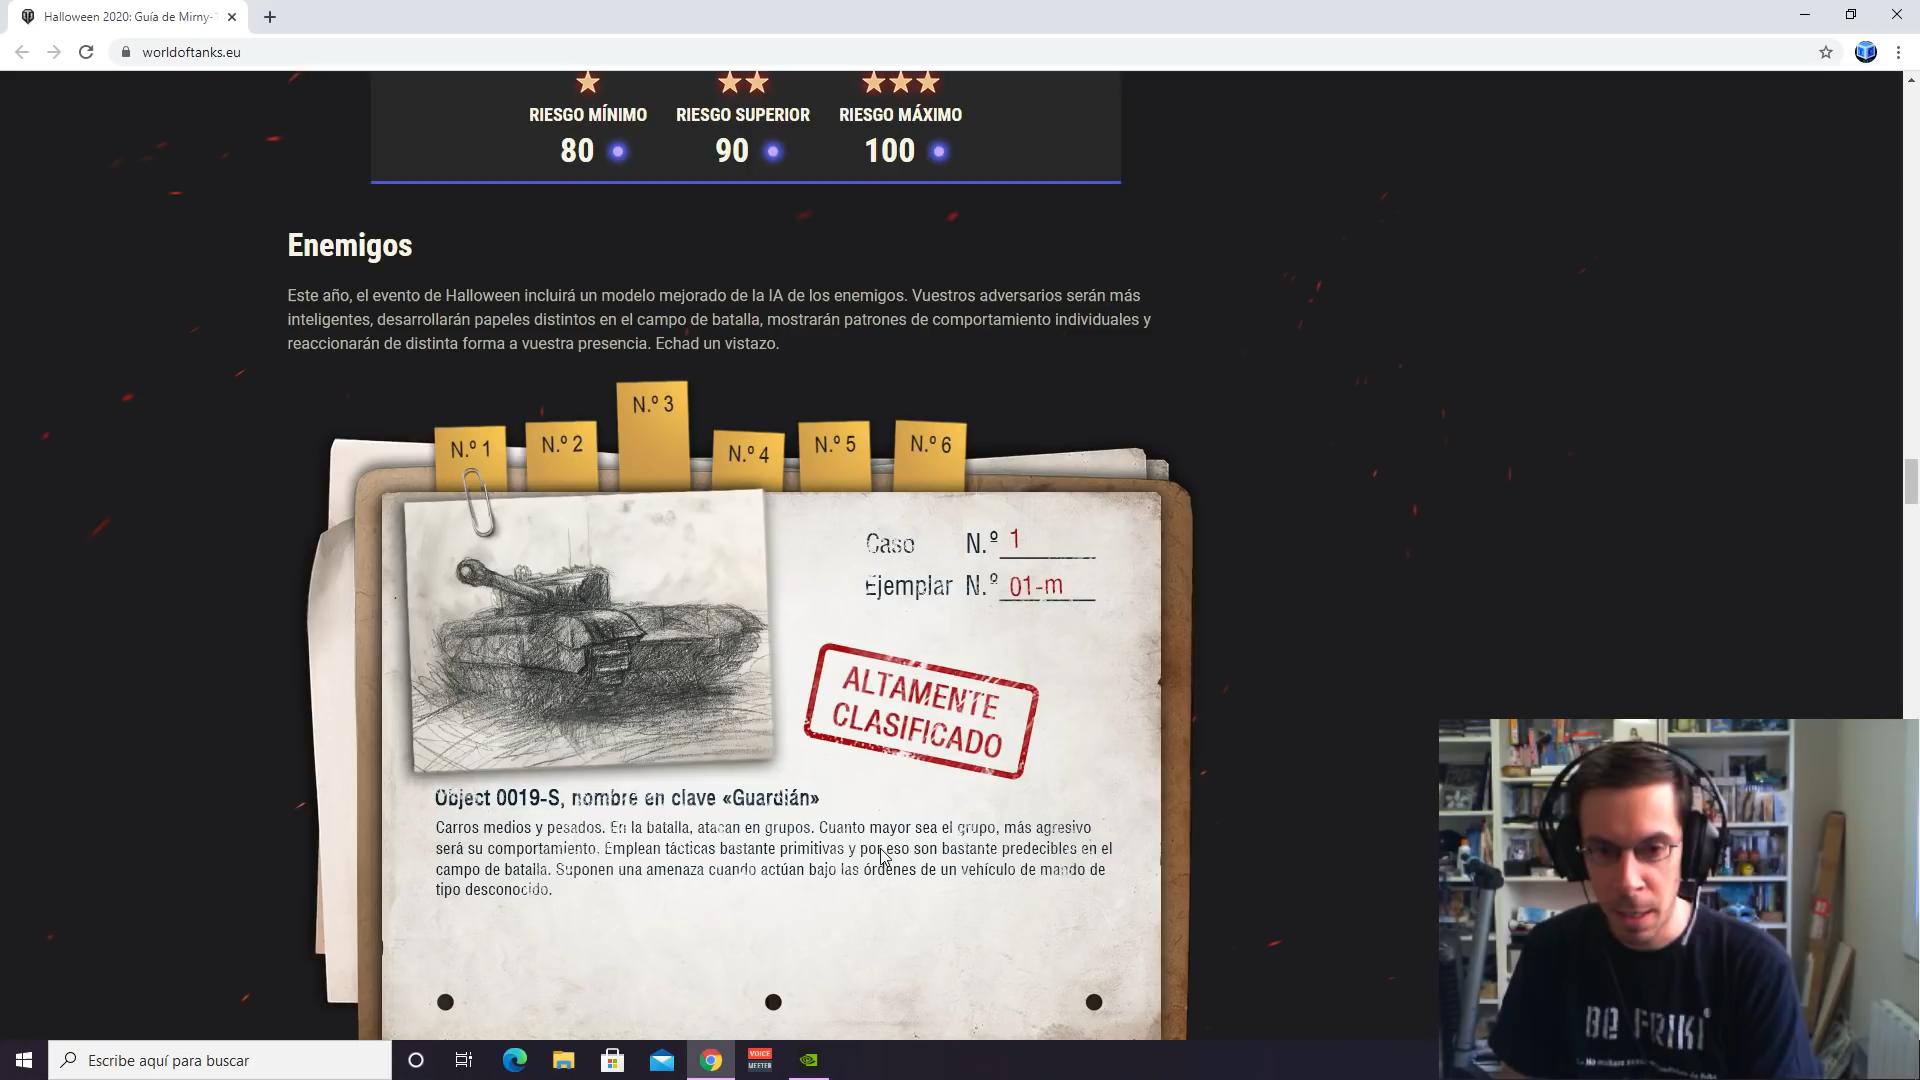 Halloween 2020: Guía de Mirny-
worldoftanks.eu
RIESGO MÍNIMO RIESGO SUPERIOR RIESGO MÁXIMO
80 90 100
Enemigos
Este año, el evento de Halloween incluirá un modelo mejorado de la IA de los enemigos. Vuestros adversarios serán más
inteligentes, desarrollarán papeles distintos en el campo de batalla, mostrarán patrones de comportamiento individuales y
reaccionarán de distinta forma a vuestra presencia. Echad un vistazo.
N.º 1 N.º 2 N.º 3 N.º 4 N.º 5 N.º 6
Caso N.º 1
Ejemplar N.º 01-m
ALTAMENTE
CLASIFICADO
Object 0019-S, nombre en clave «Guardián»
Carros medios y pesados. En la batalla, atacan en grupos. Cuanto mayor sea el grupo, más agresivo
será su comportamiento. Emplean tácticas bastante primitivas y por eso son bastante predecibles en el
campo de batalla. Suponen una amenaza cuando actúan bajo las órdenes de un vehículo de mando de
tipo desconocido.
BE FRIKI
Escribe aquí para buscar
VOICE
MEETER